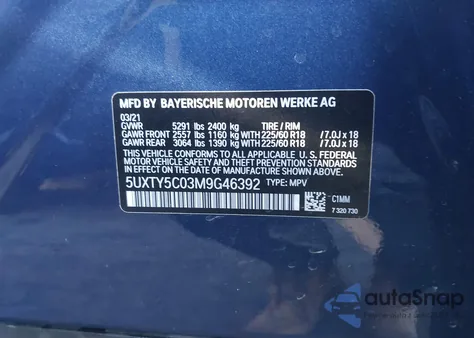 MFD BY BAYERISCHE MOTOREN WERKE AG
03/21
GVWR 5291 lbs 2400 kg TIRE / RIM
GAWR FRONT 2557 lbs 1160 kg WITH 225/60 R18 /7.0J x 18
GAWR REAR 3064 lbs 1390 kg WITH 225/60 R18 /7.0J x 18
THIS VEHICLE CONFORMS TO ALL APPLICABLE U.S. FEDERAL
MOTOR VEHICLE SAFETY, BUMPER, AND THEFT PREVENTION STANDARDS
IN EFFECT ON THE DATE OF MANUFACTURE SHOWN ABOVE.
5UXTY5C03M9G46392 TYPE: MPV
C1MM
7 320 730
autoSnap